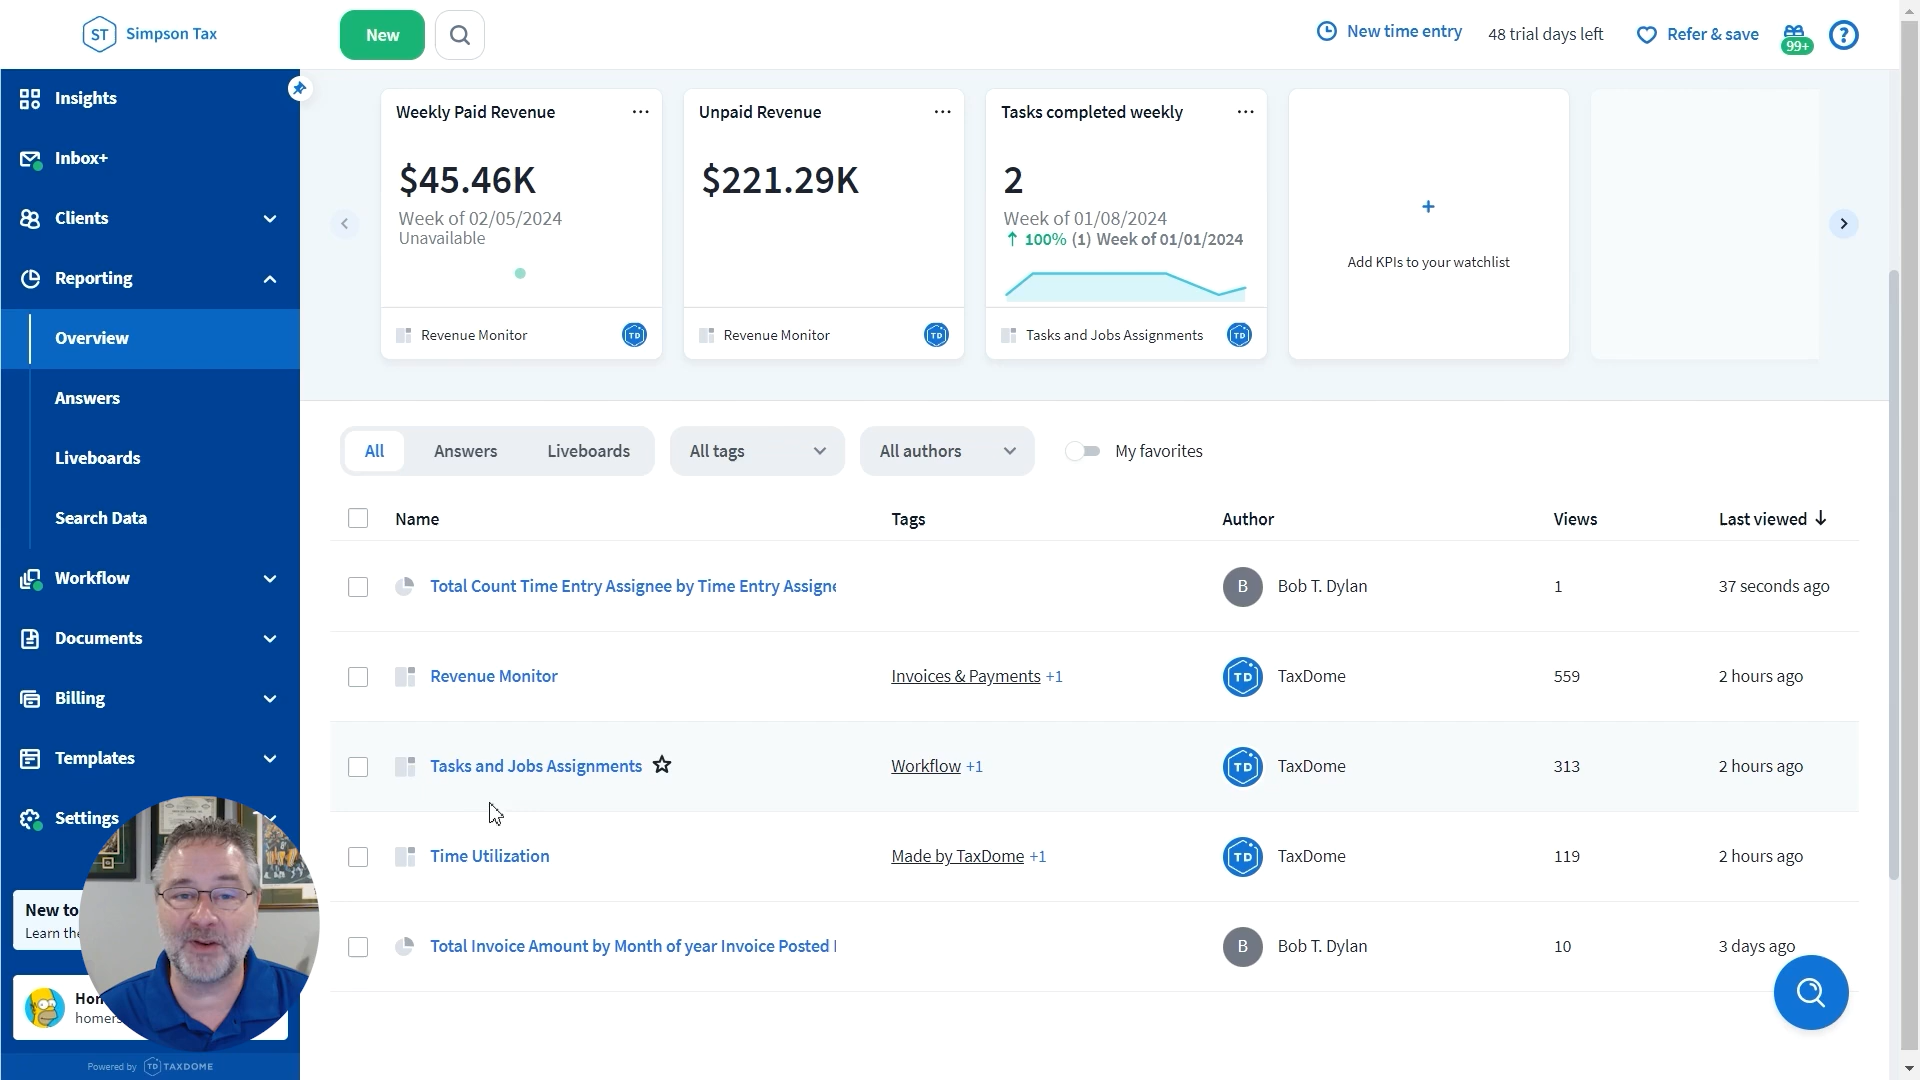 ST Simpson Tax
New
New time entry
48 trial days left
Refer & save
99+
?
Insights
Inbox+
Clients
Reporting
Overview
Answers
Liveboards
Search Data
Workflow
Documents
Billing
Templates
Settings
New to
Learn the
Powered by TD TAXDOME
Weekly Paid Revenue
$45.46K
Week of 02/05/2024
Unavailable
Revenue Monitor
TD
Unpaid Revenue
$221.29K
Revenue Monitor
TD
Tasks completed weekly
2
Week of 01/08/2024
↑ 100% (1) Week of 01/01/2024
Tasks and Jobs Assignments
TD
+
Add KPIs to your watchlist
All
Answers
Liveboards
All tags
All authors
My favorites
Name Tags Author Views Last viewed ↓
Total Count Time Entry Assignee by Time Entry B Bob T. Dylan 1 37 seconds ago
Revenue Monitor Invoices & Payments +1 TD TaxDome 559 2 hours ago
Tasks and Jobs Assignments Workflow +1 TD TaxDome 313 2 hours ago
Time Utilization Made by TaxDome +1 TD TaxDome 119 2 hours ago
Total Invoice Amount by Month of year Invoice Posted B Bob T. Dylan 10 3 days ago